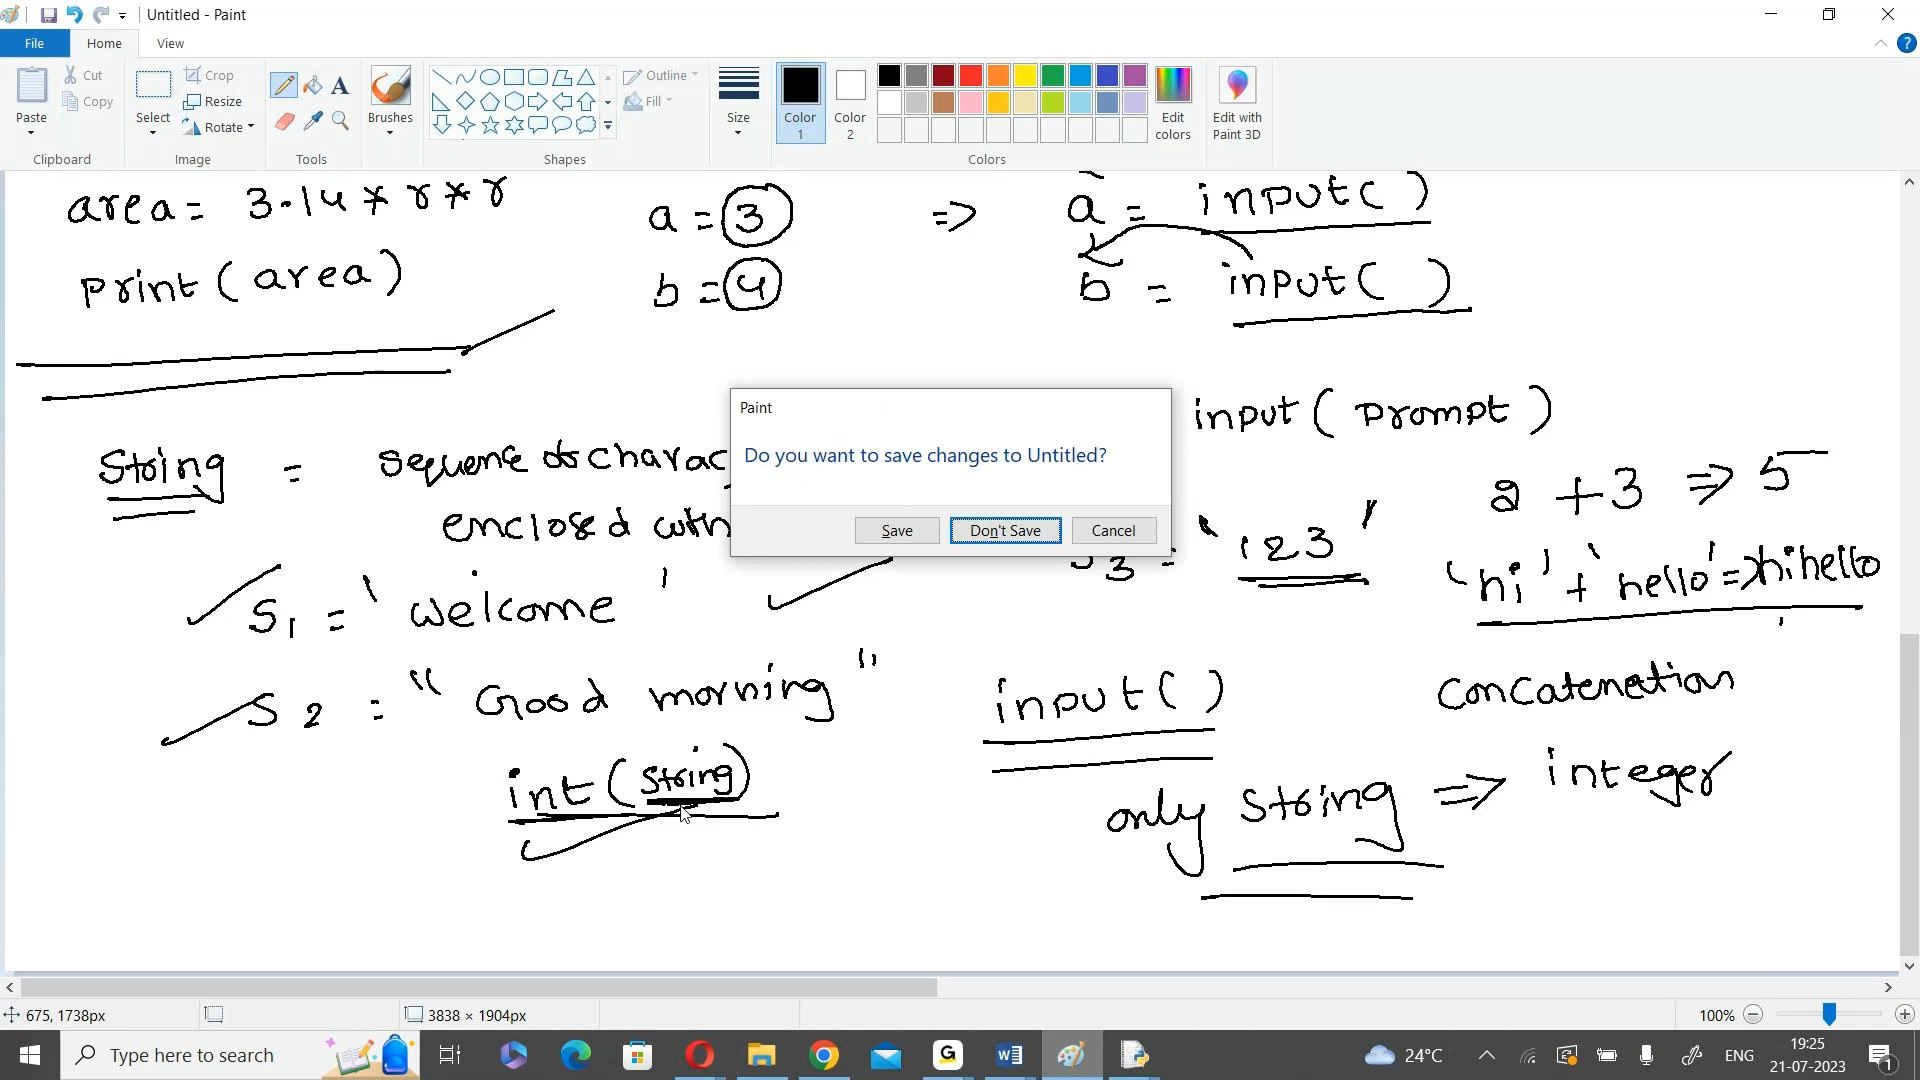 Untitled - Paint
File Home View
Paste
Cut
Copy
Clipboard
Select
Crop
Resize
Rotate
Image
Tools
Brushes
Shapes
Outline
Fill
Size
Color 1
Color 2
Colors
Edit colors
Edit with Paint 3D
area = 3.14 * r * r
print ( area )
a = 3
b = 4
=>
a = input ( )
b = input ( )
Paint
Do you want to save changes to Untitled?
Save Don't Save Cancel
input ( prompt )
String = sequence of charac
enclosed with
2 + 3 => 5
3 = ' 123 '
'hi' + 'hello' => hihello
S1 = ' welcome '
S2 = " Good morning "
input ( )
concatenation
int ( string )
only string => integer
675, 1738px
3838 × 1904px
100%
Type here to search
24°C
ENG
19:25
21-07-2023
1